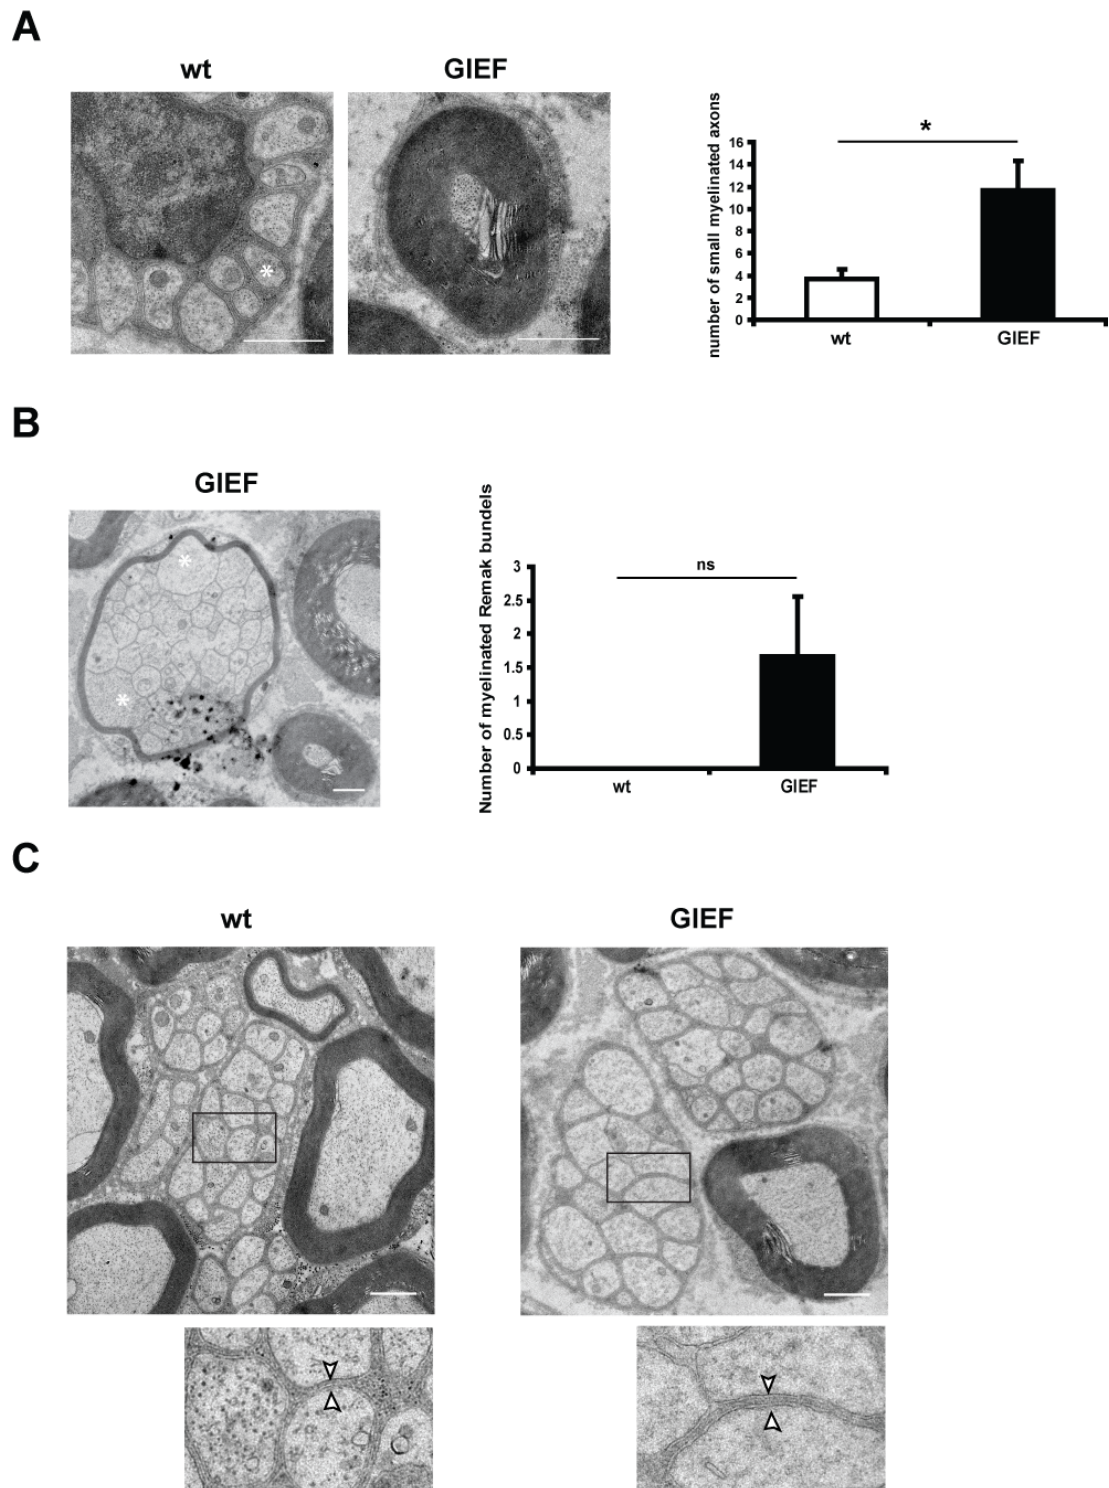 A
wt
GIEF
*
number of small myelinated axons
16
14
12
10
8
6
4
2
0
*
wt
GIEF
B
GIEF
*
*
Number of myelinated Remak bundels
3
2.5
2
1.5
1
0.5
0
ns
wt
GIEF
C
wt
GIEF